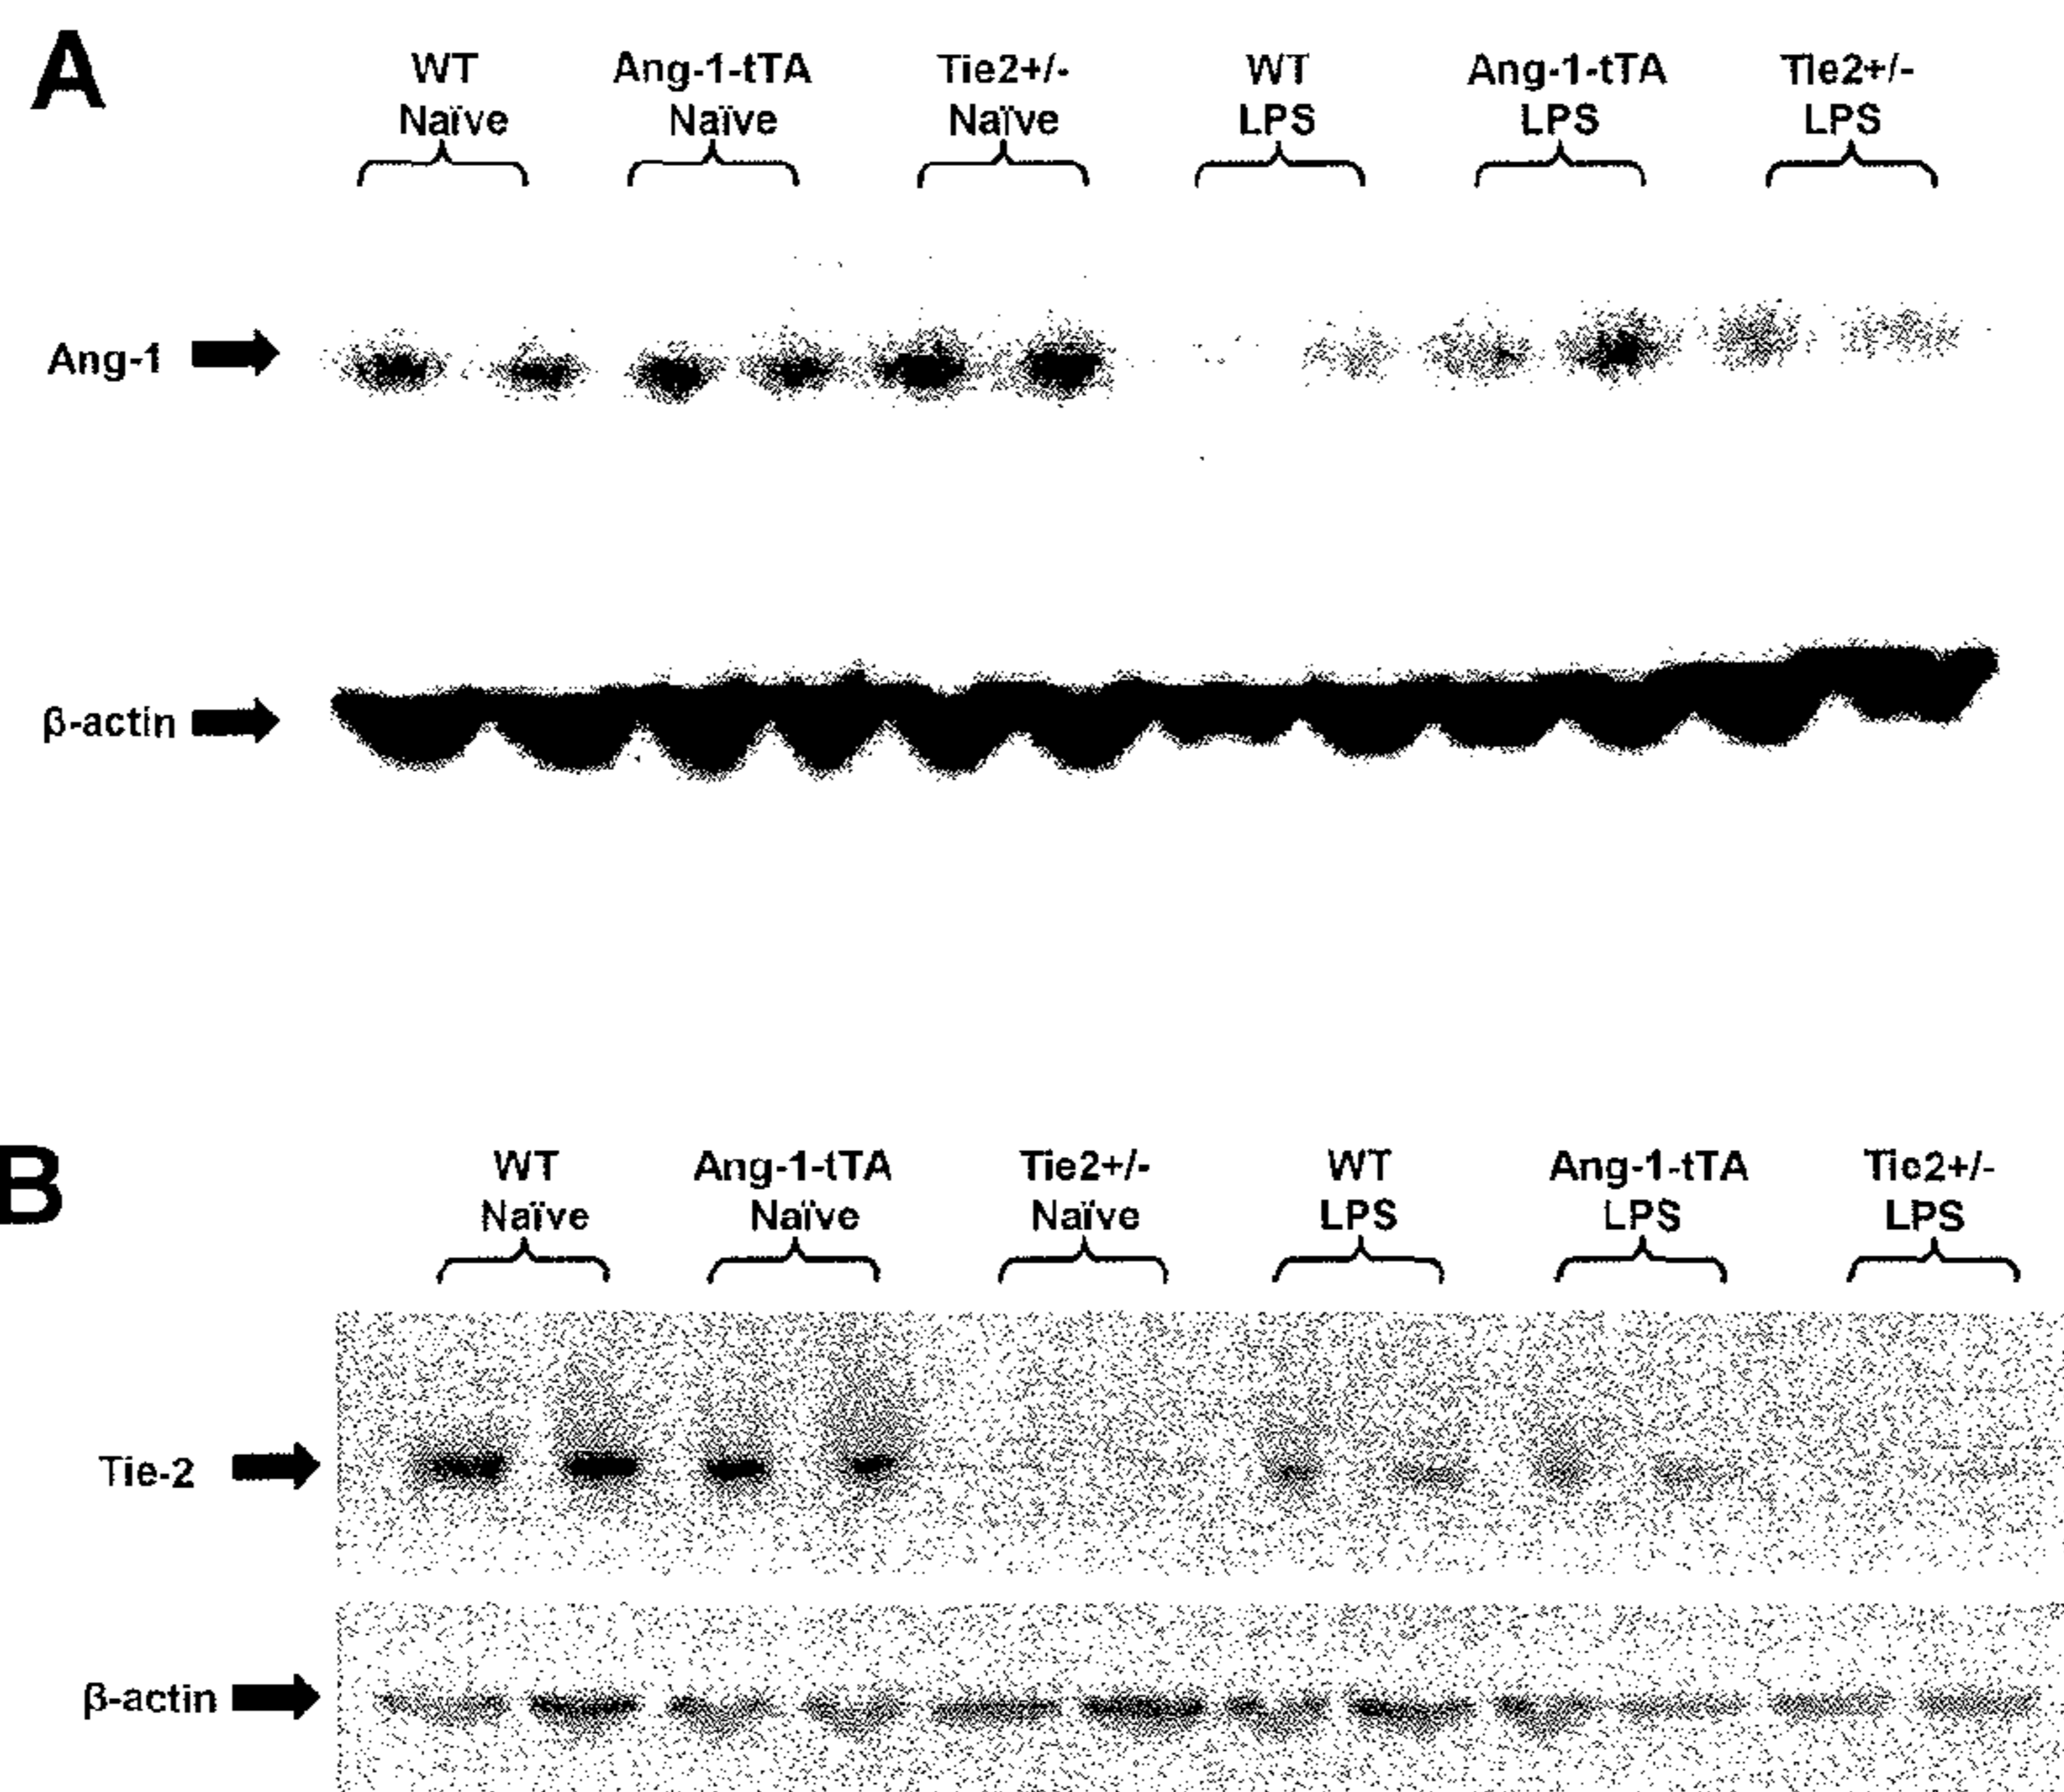 A
WT Ang-1-tTA Tie2+/- WT Ang-1-tTA Tie2+/-
Naïve Naïve Naïve LPS LPS LPS
Ang-1
β-actin
B
WT Ang-1-tTA Tie2+/- WT Ang-1-tTA Tie2+/-
Naïve Naïve Naïve LPS LPS LPS
Tie-2
β-actin